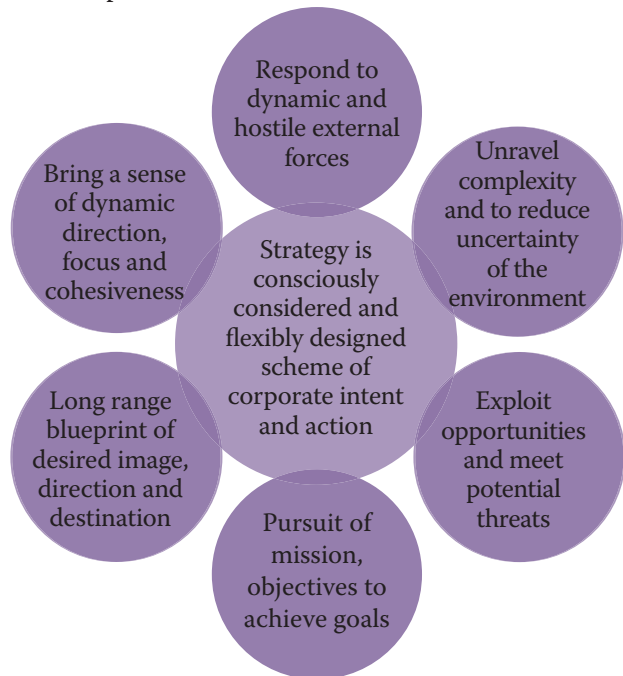 Respond to
dynamic and
hostile external
forces
Unravel
complexity
and to reduce
uncertainty
of the
environment
Bring a sense
of dynamic
direction,
focus and
cohesiveness
Strategy is
consciously
considered and
flexibly designed
scheme of
corporate intent
and action
Long range
blueprint of
desired image,
direction and
destination
Exploit
opportunities
and meet
potential
threats
Pursuit of
mission,
objectives to
achieve goals